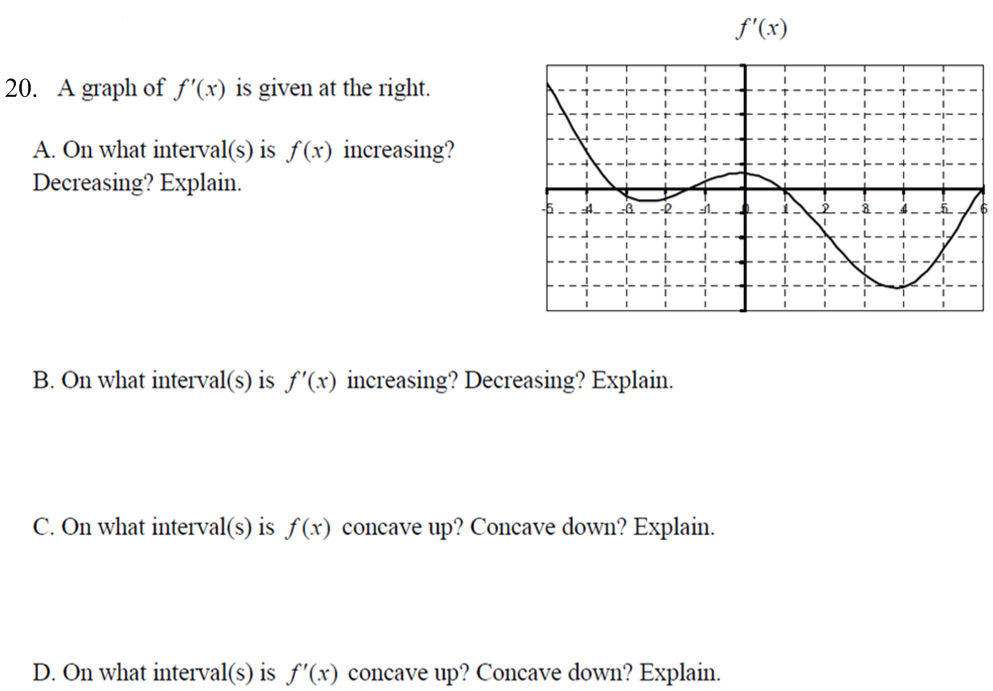 f'(x)
20. A graph of f'(x) is given at the right.
A. On what interval(s) is f(x) increasing?
Decreasing? Explain.
-5 -4 -3 -2 -1 0 1 2 3 4 5 6
B. On what interval(s) is f'(x) increasing? Decreasing? Explain.
C. On what interval(s) is f(x) concave up? Concave down? Explain.
D. On what interval(s) is f'(x) concave up? Concave down? Explain.